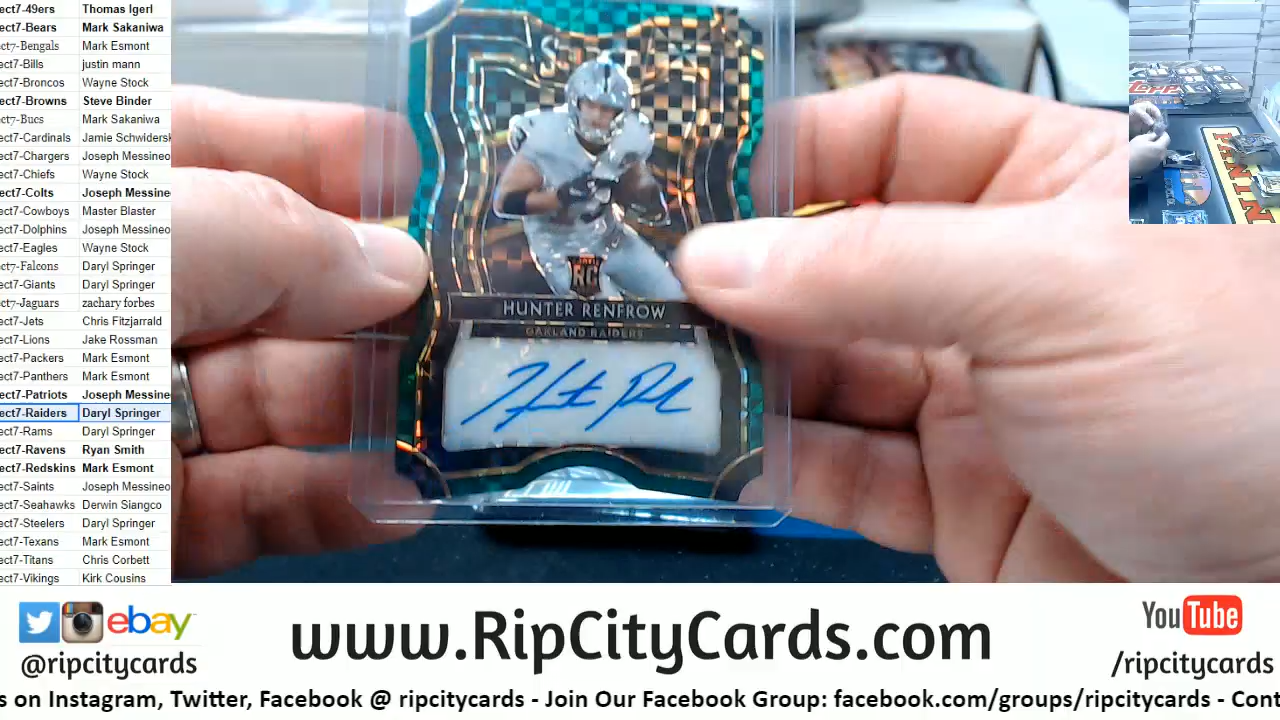 ect7-49ers Thomas Igerl
ect7-Bears Mark Sakaniwa
ect7-Bengals Mark Esmont
ect7-Bills justin mann
ect7-Broncos Wayne Stock
ect7-Browns Steve Binder
ect7-Bucs Mark Sakaniwa
ect7-Cardinals Jamie Schwidersk
ect7-Chargers Joseph Messineo
ect7-Chiefs Wayne Stock
ect7-Colts Joseph Messine
ect7-Cowboys Master Blaster
ect7-Dolphins Joseph Messineo
ect7-Eagles Wayne Stock
ect7-Falcons Daryl Springer
ect7-Giants Daryl Springer
ect7-Jaguars zachary forbes
ect7-Jets Chris Fitzjarrald
ect7-Lions Jake Rossman
ect7-Packers Mark Esmont
ect7-Panthers Mark Esmont
ect7-Patriots Joseph Messine
ect7-Raiders Daryl Springer
ect7-Rams Daryl Springer
ect7-Ravens Ryan Smith
ect7-Redskins Mark Esmont
ect7-Saints Joseph Messineo
ect7-Seahawks Derwin Siangco
ect7-Steelers Daryl Springer
ect7-Texans Mark Esmont
ect7-Titans Chris Corbett
ect7-Vikings Kirk Cousins
RC
HUNTER RENFROW
OAKLAND RAIDERS
PANINI
ebay
@ripcitycards
www.RipCityCards.com
YouTube
/ripcitycards
s on Instagram, Twitter, Facebook @ ripcitycards - Join Our Facebook Group: facebook.com/groups/ripcitycards - Cont